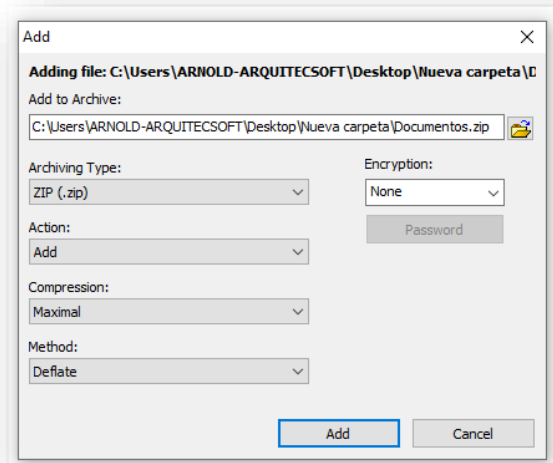 Add
Adding file: C:\Users\ARNOLD-ARQUITECSOFT\Desktop\Nueva carpeta\D
Add to Archive:
C:\Users\ARNOLD-ARQUITECSOFT\Desktop\Nueva carpeta\Documentos.zip
Archiving Type:
Encryption:
ZIP (.zip)
None
Action:
Password
Add
Compression:
Maximal
Method:
Deflate
Add
Cancel